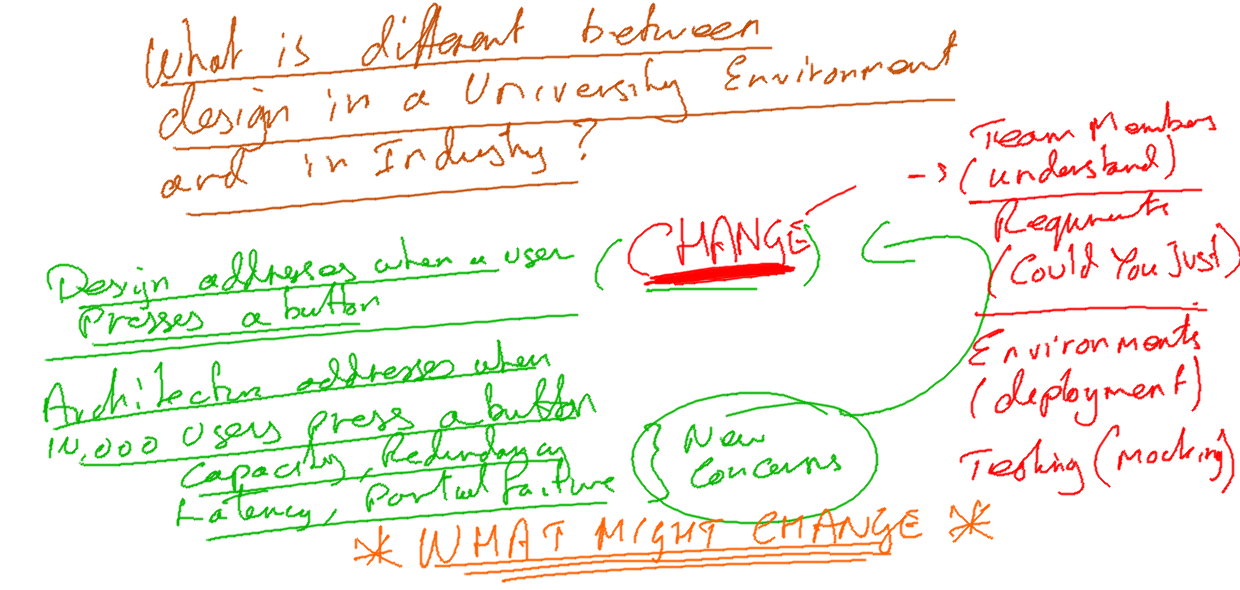 What is different between
design in a University Environment
and in Industry?
Team Members
(understand)
Requments
(Could You Just)
Environments
(deployment)
Testing (Mocking)
(CHANGE)
Design addresses when a user
Presses a button
Architecture addresses when
10,000 Users press a button
Capacity, Redundancy
Latency, Partial Failure
New
Concerns
* WHAT MIGHT CHANGE *